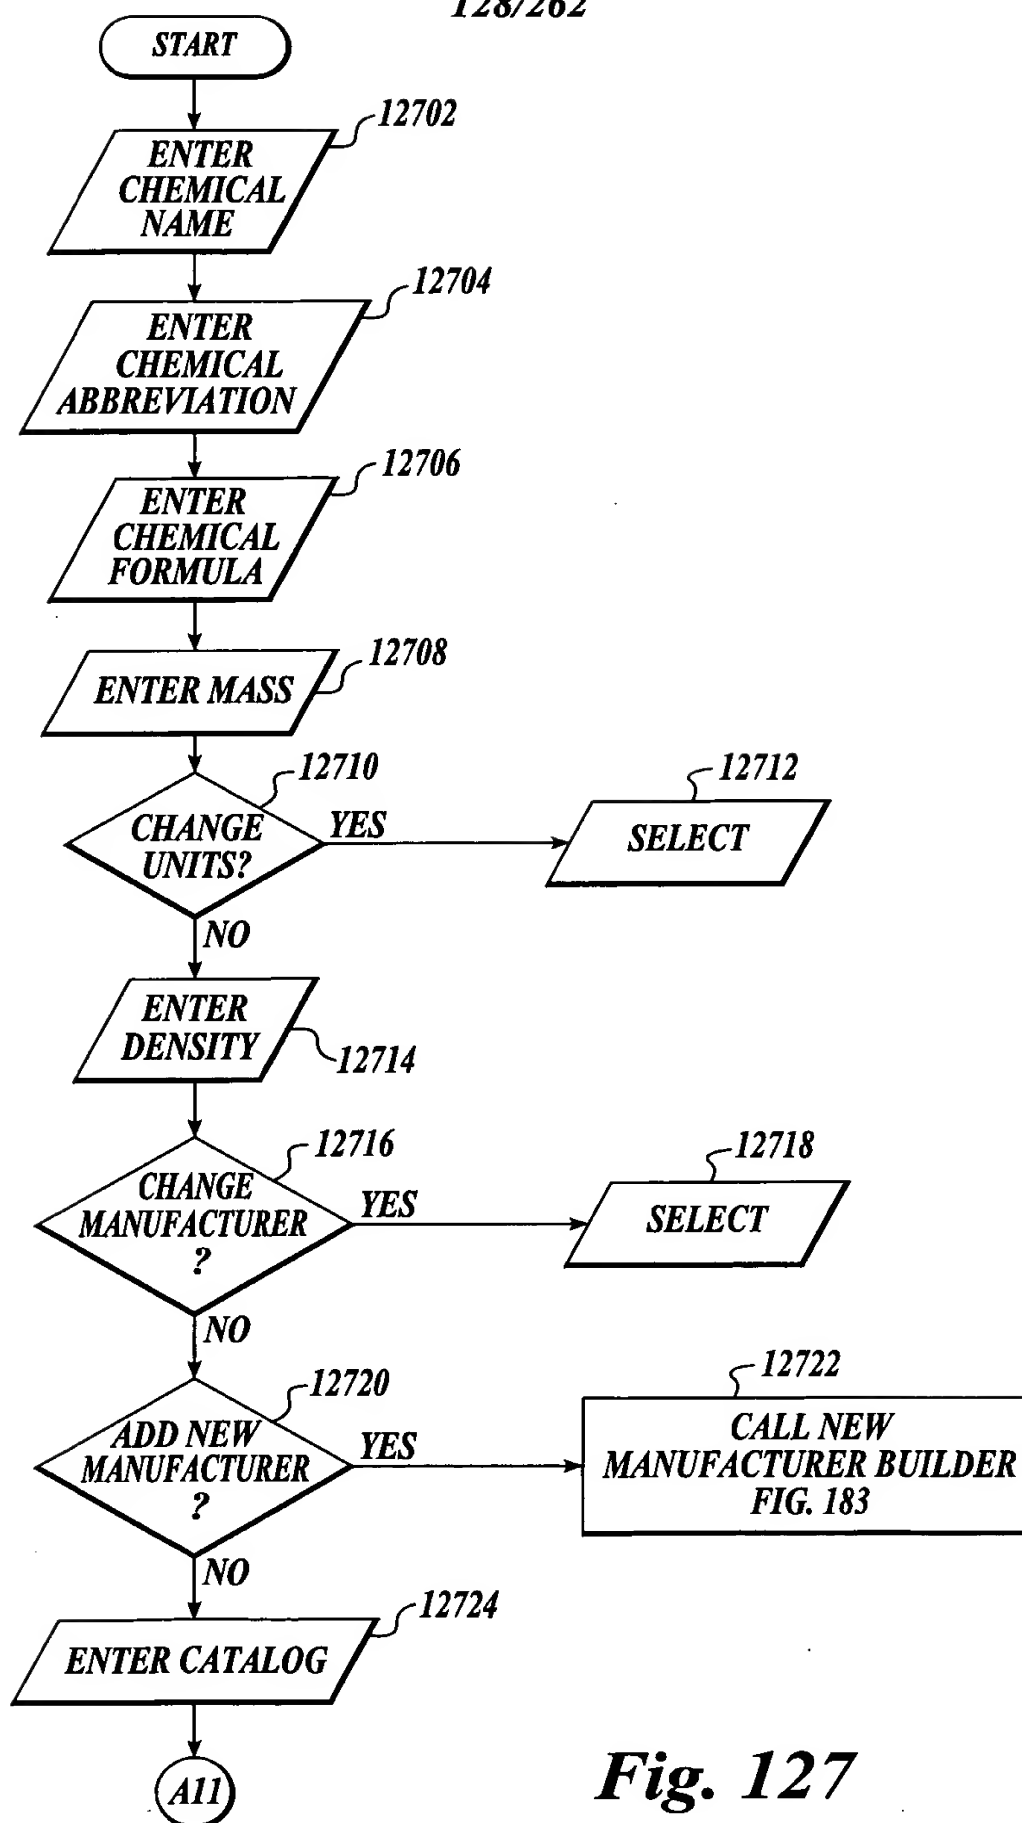 128/262
START
12702
ENTER
CHEMICAL
NAME
12704
ENTER
CHEMICAL
ABBREVIATION
12706
ENTER
CHEMICAL
FORMULA
12708
ENTER MASS
12710
CHANGE
UNITS?
YES
12712
SELECT
NO
ENTER
DENSITY
12714
12716
CHANGE
MANUFACTURER
?
YES
12718
SELECT
NO
12720
ADD NEW
MANUFACTURER
?
YES
12722
CALL NEW
MANUFACTURER BUILDER
FIG. 183
NO
12724
ENTER CATALOG
A11
Fig. 127